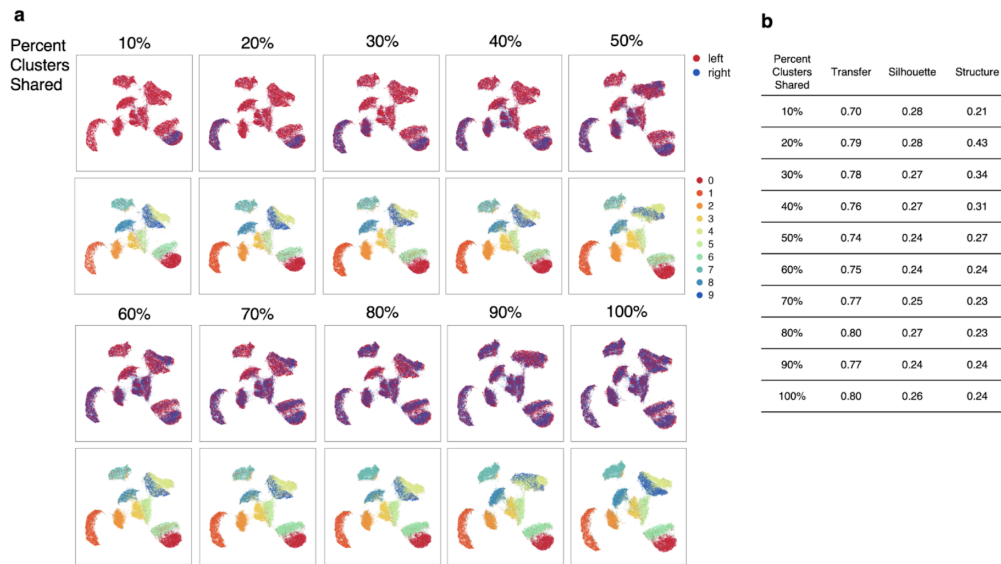 a
Percent
Clusters
Shared
10% 20% 30% 40% 50%
left
right
0
1
2
3
4
5
6
7
8
9
60% 70% 80% 90% 100%
b
Percent
Clusters
Shared
Transfer Silhouette Structure
10% 0.70 0.28 0.21
20% 0.79 0.28 0.43
30% 0.78 0.27 0.34
40% 0.76 0.27 0.31
50% 0.74 0.24 0.27
60% 0.75 0.24 0.24
70% 0.77 0.25 0.23
80% 0.80 0.27 0.23
90% 0.77 0.24 0.24
100% 0.80 0.26 0.24